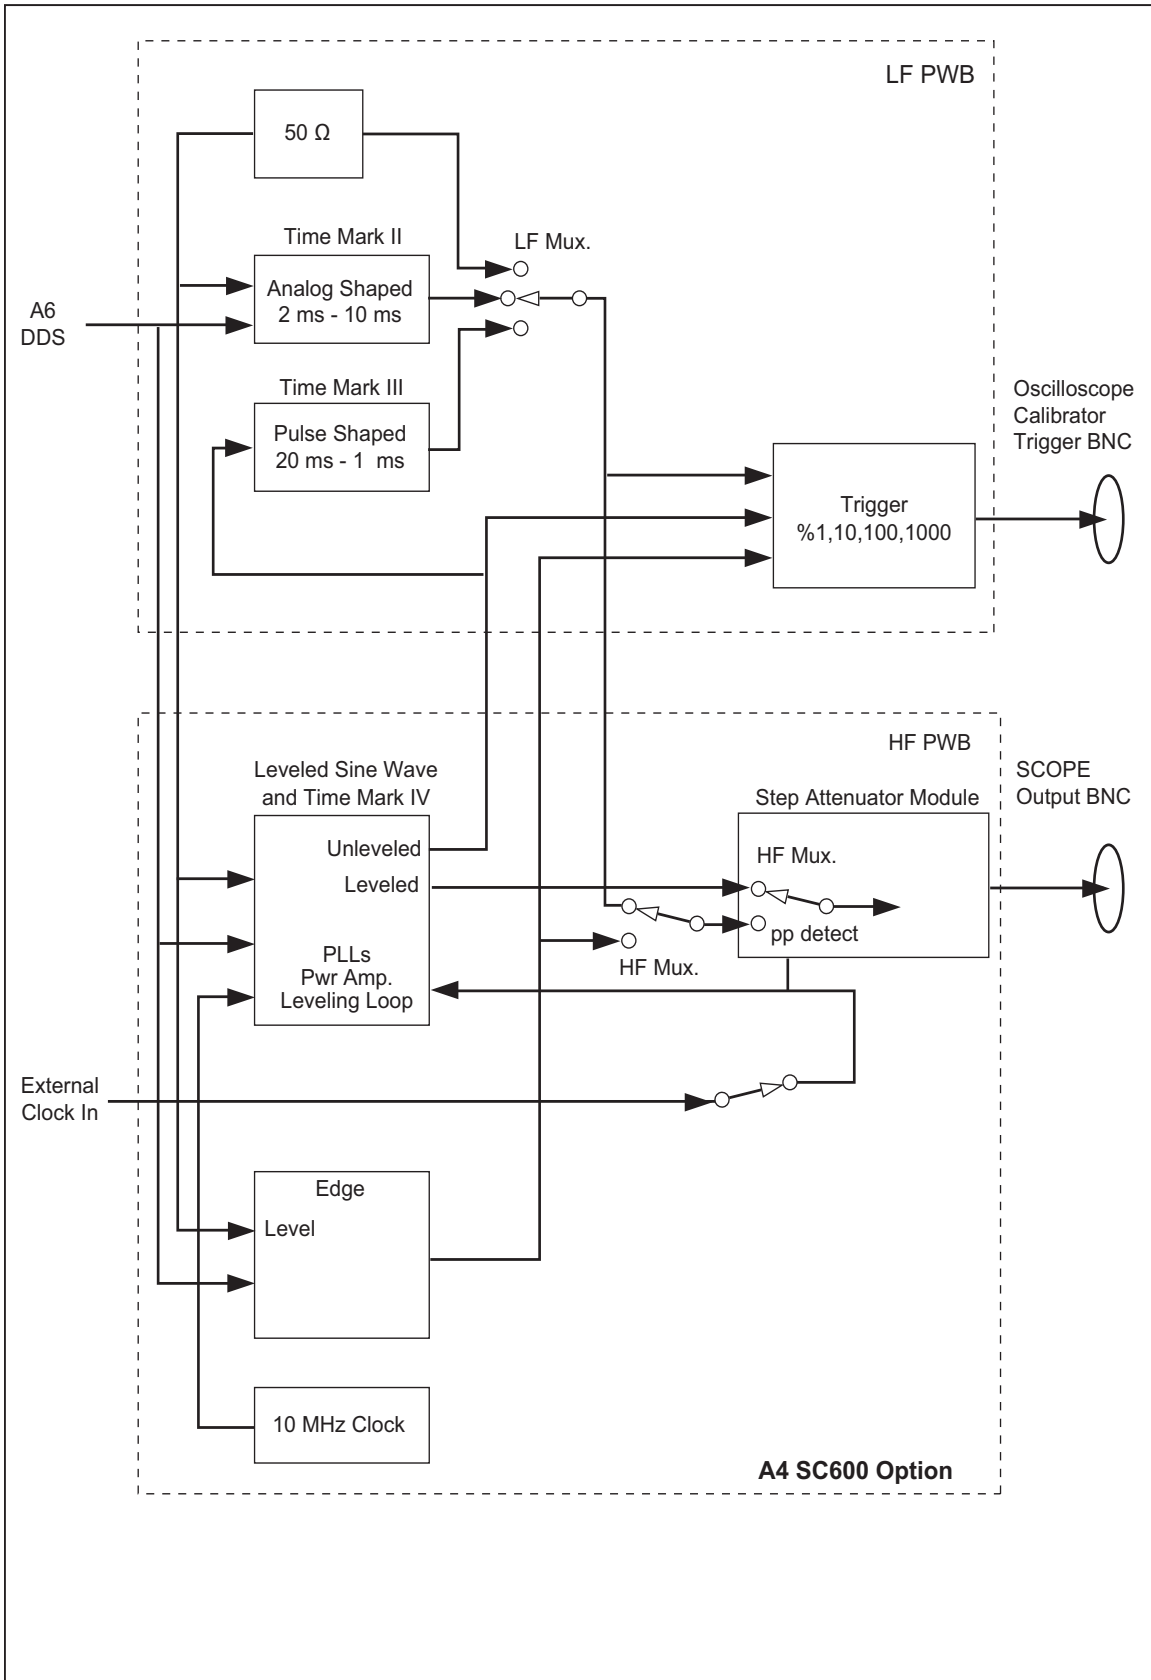 LF PWB
50 Ω
Time Mark II
LF Mux.
Analog Shaped
2 ms - 10 ms
A6
DDS
Time Mark III
Pulse Shaped
20 ms - 1 ms
Oscilloscope
Calibrator
Trigger BNC
Trigger
%1,10,100,1000
HF PWB
Leveled Sine Wave
and Time Mark IV
SCOPE
Output BNC
Step Attenuator Module
Unleveled
Leveled
HF Mux.
pp detect
HF Mux.
PLLs
Pwr Amp.
Leveling Loop
External
Clock In
Edge
Level
10 MHz Clock
A4 SC600 Option